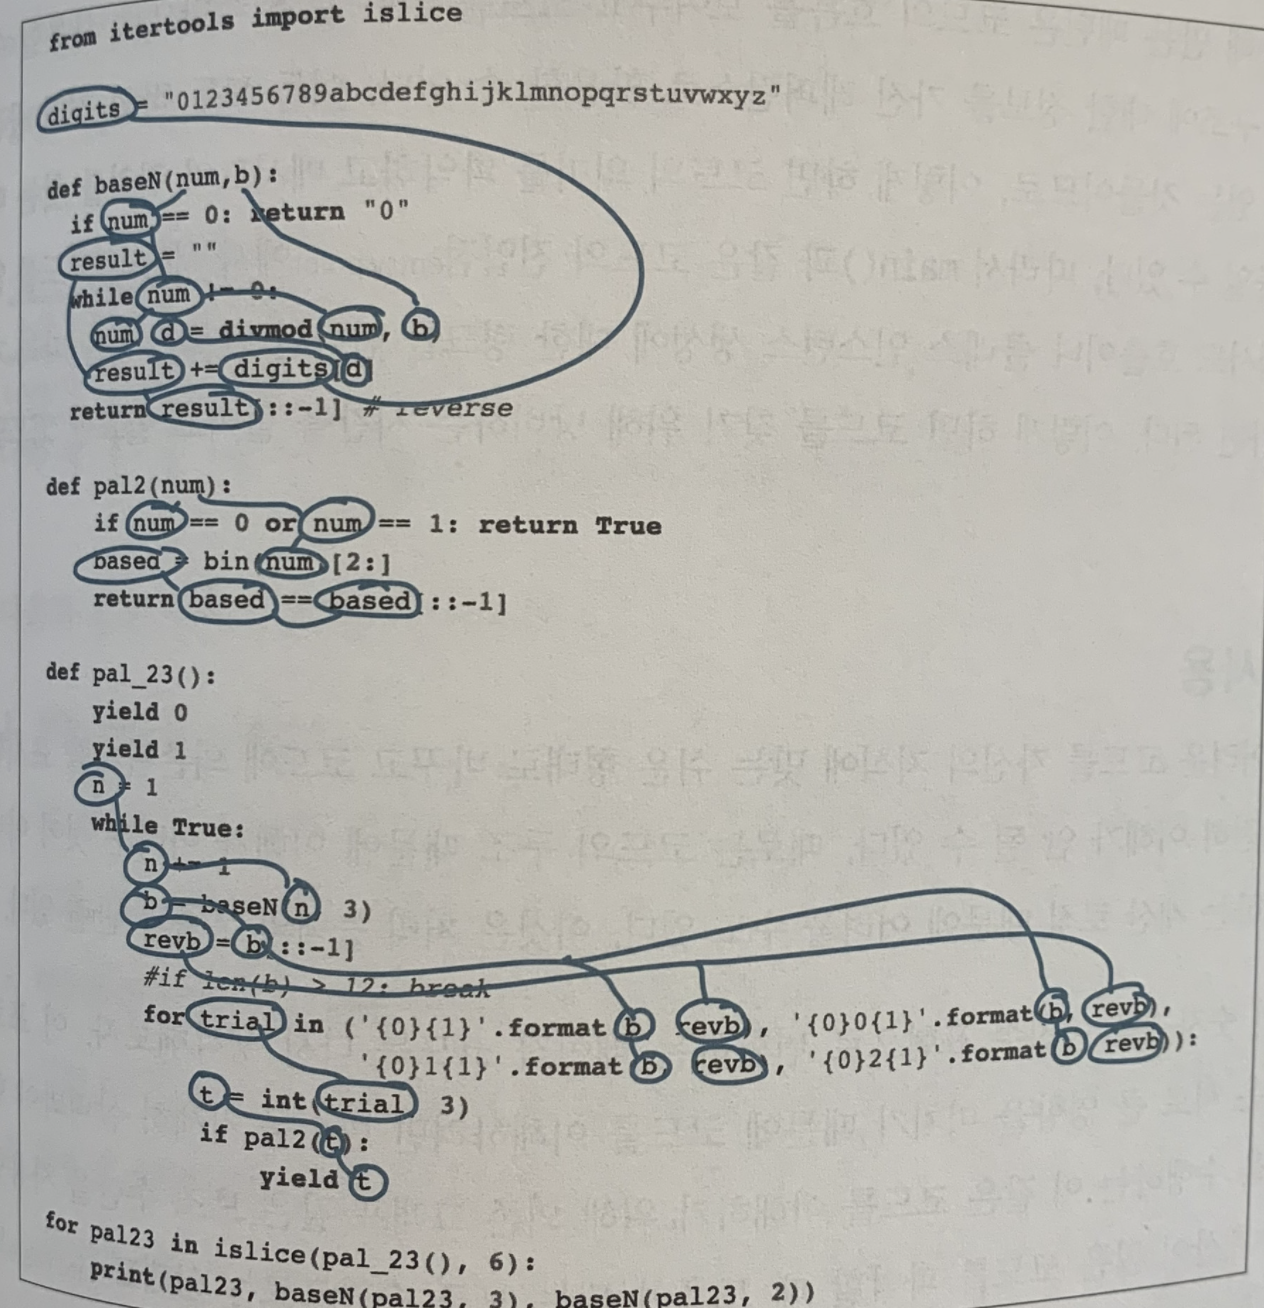 from itertools import islice
digits = "0123456789abcdefghijklmnopqrstuvwxyz"
def baseN(num,b):
if num == 0: return "0"
result = ""
while num != 0:
num, d = divmod(num, b)
result += digits[d]
return result[::-1] # reverse
def pal2(num):
if num == 0 or num == 1: return True
based = bin(num)[2:]
return based == based[::-1]
def pal_23():
yield 0
yield 1
n = 1
while True:
n += 1
b = baseN(n, 3)
revb = b[::-1]
#if len(b) > 12: break
for trial in ('{0}{1}'.format(b, revb), '{0}0{1}'.format(b, revb),
'{0}1{1}'.format(b, revb), '{0}2{1}'.format(b, revb)):
t = int(trial, 3)
if pal2(t):
yield t
for pal23 in islice(pal_23(), 6):
print(pal23, baseN(pal23, 3), baseN(pal23, 2))